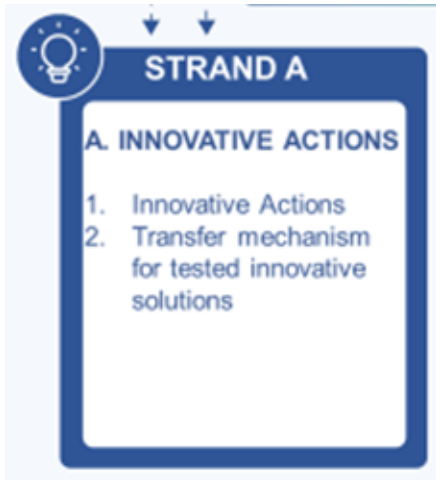 STRAND A
A. INNOVATIVE ACTIONS
1. Innovative Actions
2. Transfer mechanism
for tested innovative
solutions